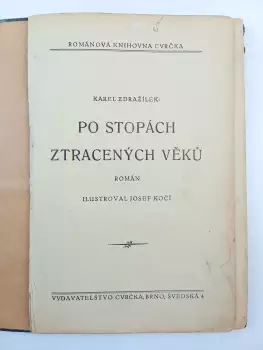 ROMÁNOVÁ KNIHOVNA CVRČKA
KAREL ZDRAŽÍLEK:
PO STOPÁCH
ZTRACENÝCH VĚKŮ
ROMÁN
ILUSTROVAL JOSEF KOČÍ
VYDAVATELSTVO CVRČKA, BRNO, ŠVÉDSKÁ 4